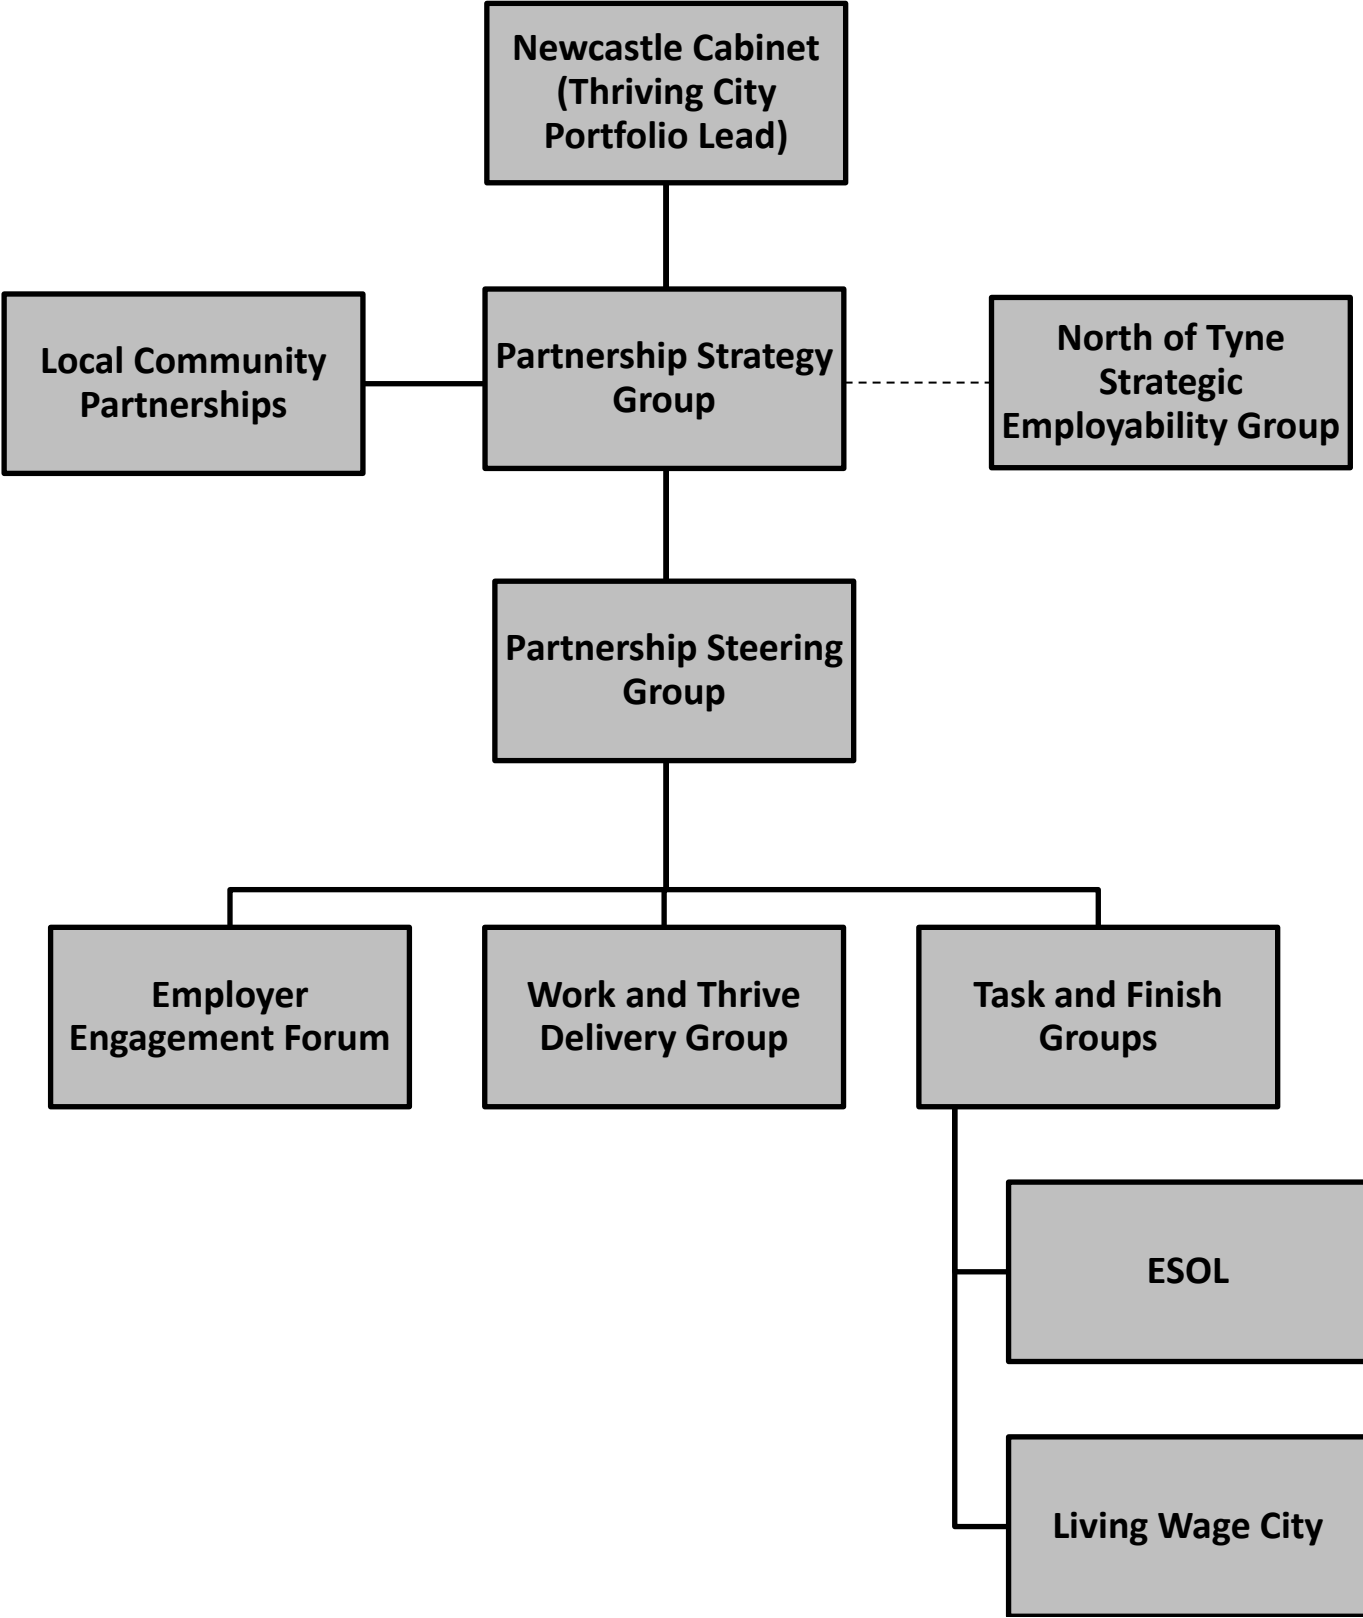 Newcastle Cabinet
(Thriving City
Portfolio Lead)
Local Community
Partnerships
Partnership Strategy
Group
North of Tyne
Strategic
Employability Group
Partnership Steering
Group
Employer
Engagement Forum
Work and Thrive
Delivery Group
Task and Finish
Groups
ESOL
Living Wage City